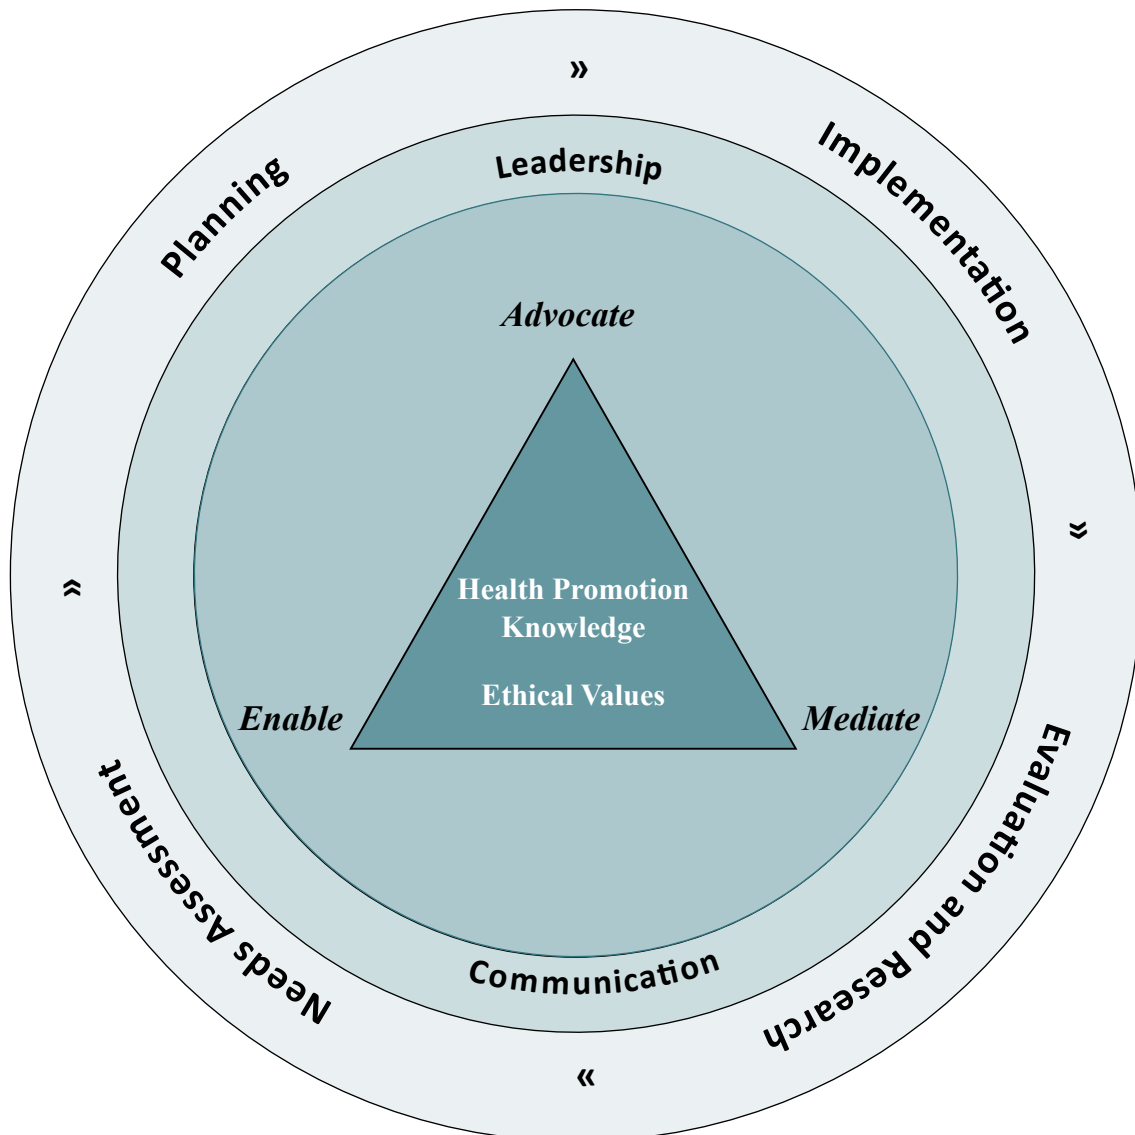 »
Planning
Implementation
Leadership
Advocate
»
»
Health Promotion
Knowledge
Ethical Values
Enable
Mediate
Needs Assessment
Evaluation and Research
Communication
»